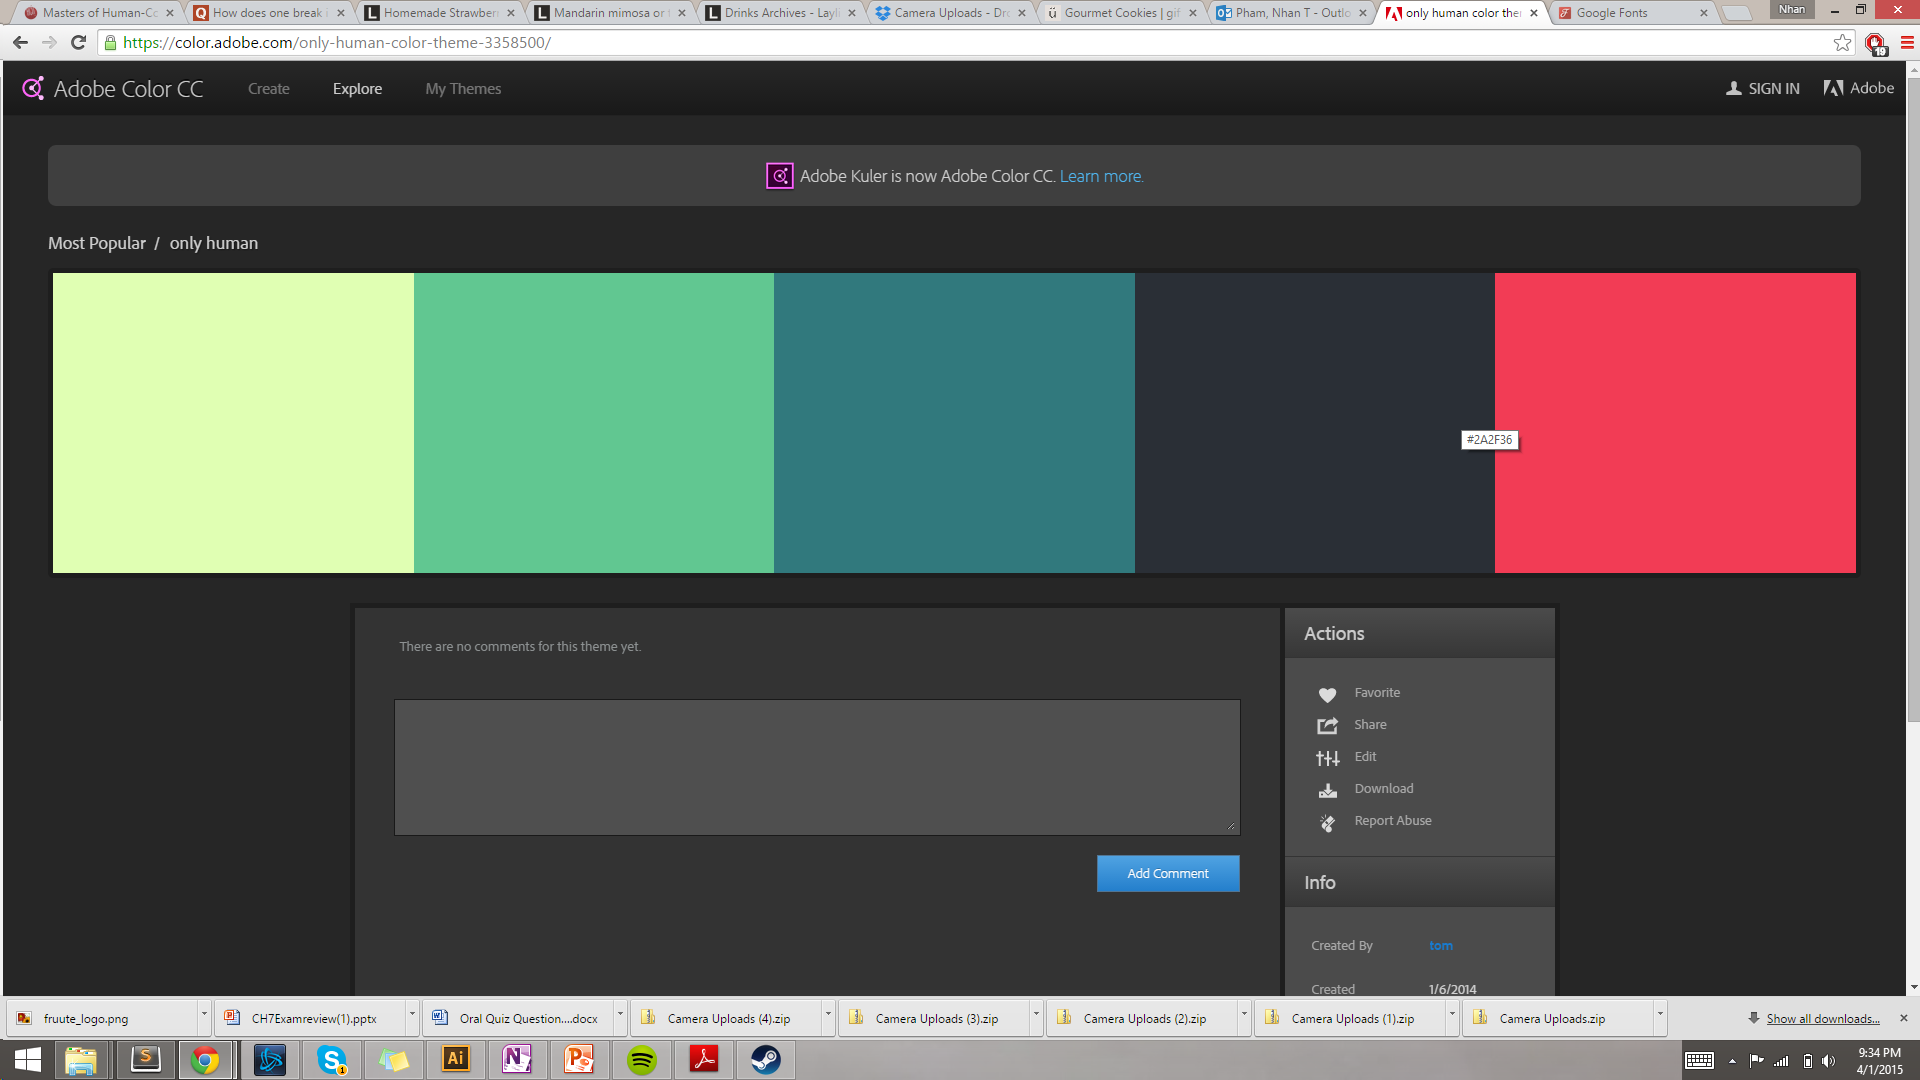 Masters of Human-Co
How does one break i
Homemade Strawberr
Mandarin mimosa or t
Drinks Archives - Layli
Camera Uploads - Dro
Gourmet Cookies | gif
Pham, Nhan T - Outlo
only human color the
Google Fonts
Nhan
https://color.adobe.com/only-human-color-theme-3358500/
19
Adobe Color CC
Create
Explore
My Themes
SIGN IN
Adobe
Adobe Kuler is now Adobe Color CC. Learn more.
Most Popular / only human
#2A2F36
There are no comments for this theme yet.
Add Comment
Actions
Favorite
Share
Edit
Download
Report Abuse
Info
Created By tom
Created 1/6/2014
fruute_logo.png
CH7Examreview(1).pptx
Oral Quiz Question....docx
Camera Uploads (4).zip
Camera Uploads (3).zip
Camera Uploads (2).zip
Camera Uploads (1).zip
Camera Uploads.zip
Show all downloads...
9:34 PM
4/1/2015